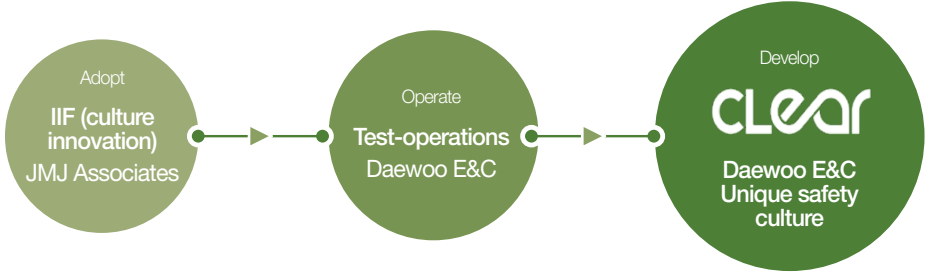 Adopt
IIF (culture
innovation)
JMJ Associates
Operate
Test-operations
Daewoo E&C
Develop
CLear
Daewoo E&C
Unique safety
culture